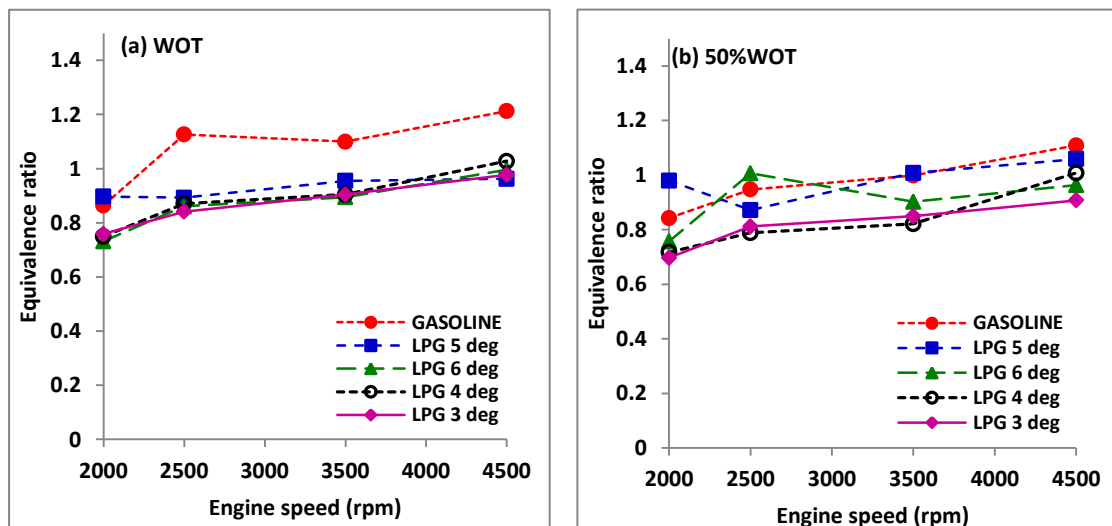 (a) WOT
1.4
1.2
1
0.8
0.6
0.4
0.2
0
Equivalence ratio
2000 2500 3000 3500 4000 4500
Engine speed (rpm)
GASOLINE
LPG 5 deg
LPG 6 deg
LPG 4 deg
LPG 3 deg
(b) 50%WOT
1.4
1.2
1
0.8
0.6
0.4
0.2
0
Equivalence ratio
2000 2500 3000 3500 4000 4500
Engine speed (rpm)
GASOLINE
LPG 5 deg
LPG 6 deg
LPG 4 deg
LPG 3 deg